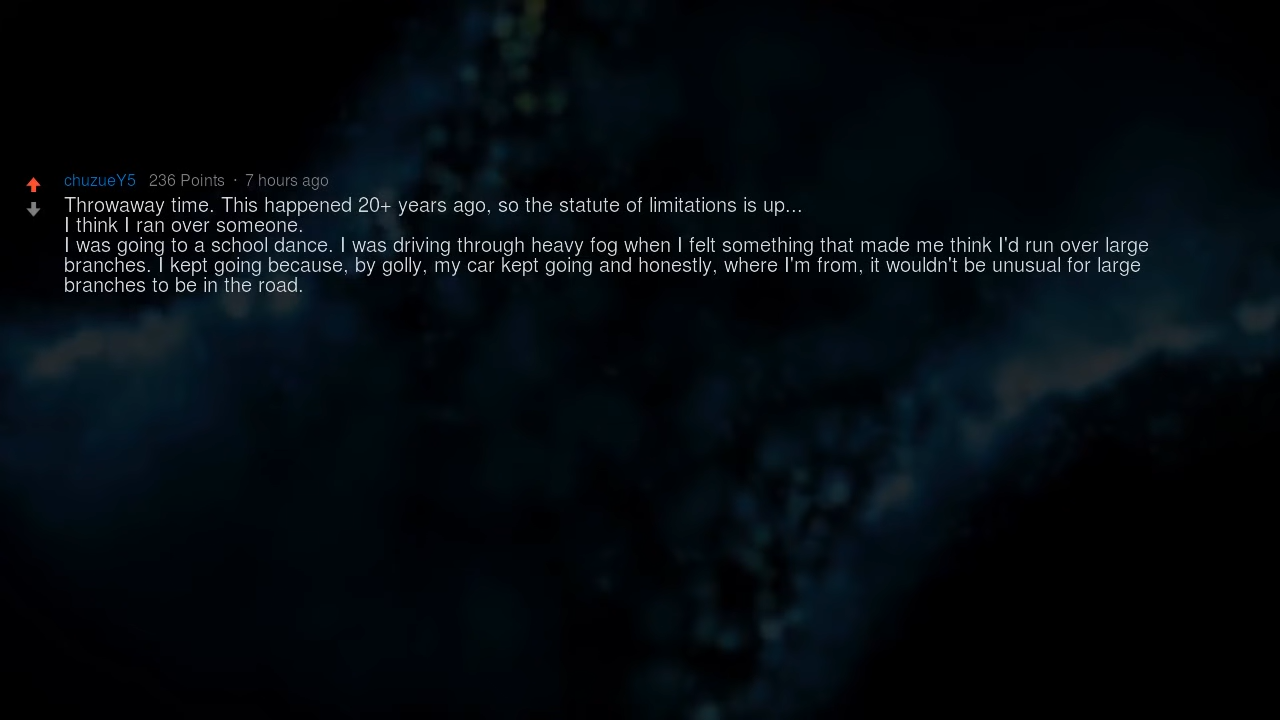 chuzueY5 236 Points · 7 hours ago
Throwaway time. This happened 20+ years ago, so the statute of limitations is up...
I think I ran over someone.
I was going to a school dance. I was driving through heavy fog when I felt something that made me think I'd run over large
branches. I kept going because, by golly, my car kept going and honestly, where I'm from, it wouldn't be unusual for large
branches to be in the road.